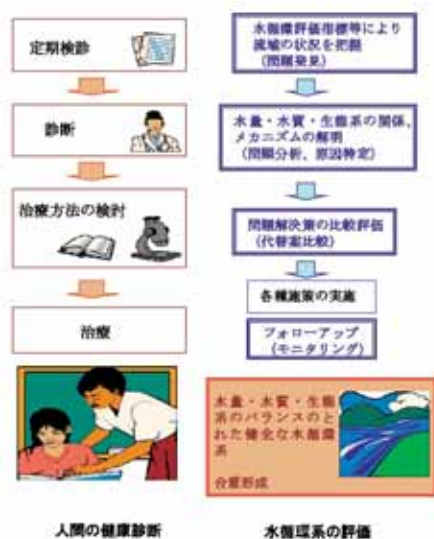 定期検診
診断
治療方法の検討
治療
人間の健康診断
水循環評価指標等により
流域の状況を把握
(問題発見)
水量・水質・生態系の関係、
メカニズムの解明
(問題分析、原因特定)
問題解決策の比較評価
(代替案比較)
各種施策の実施
フォローアップ
(モニタリング)
水量・水質・生態
系のバランスのと
れた健全な水循環
系
合意形成
水循環系の評価